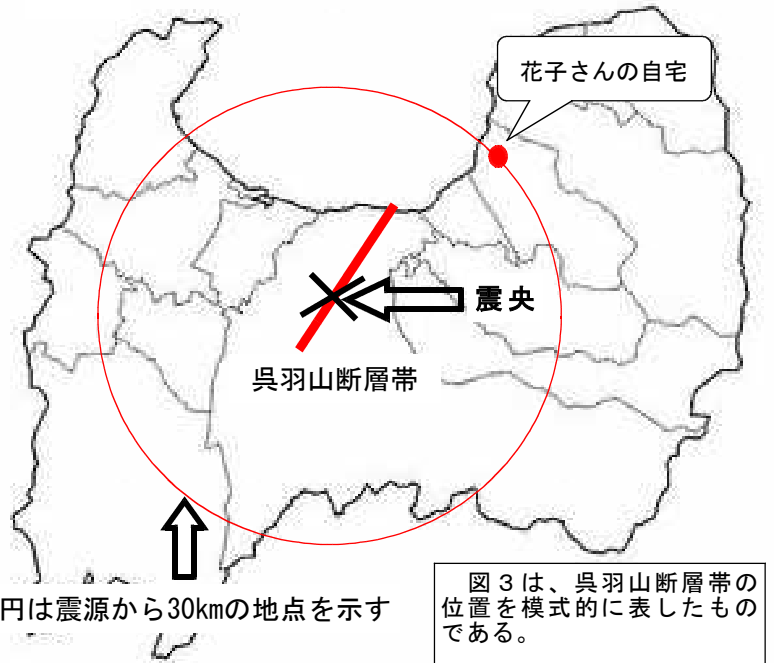 花子さんの自宅
震央
呉羽山断層帯
円は震源から30kmの地点を示す
図３は、呉羽山断層帯の
位置を模式的に表したもの
である。